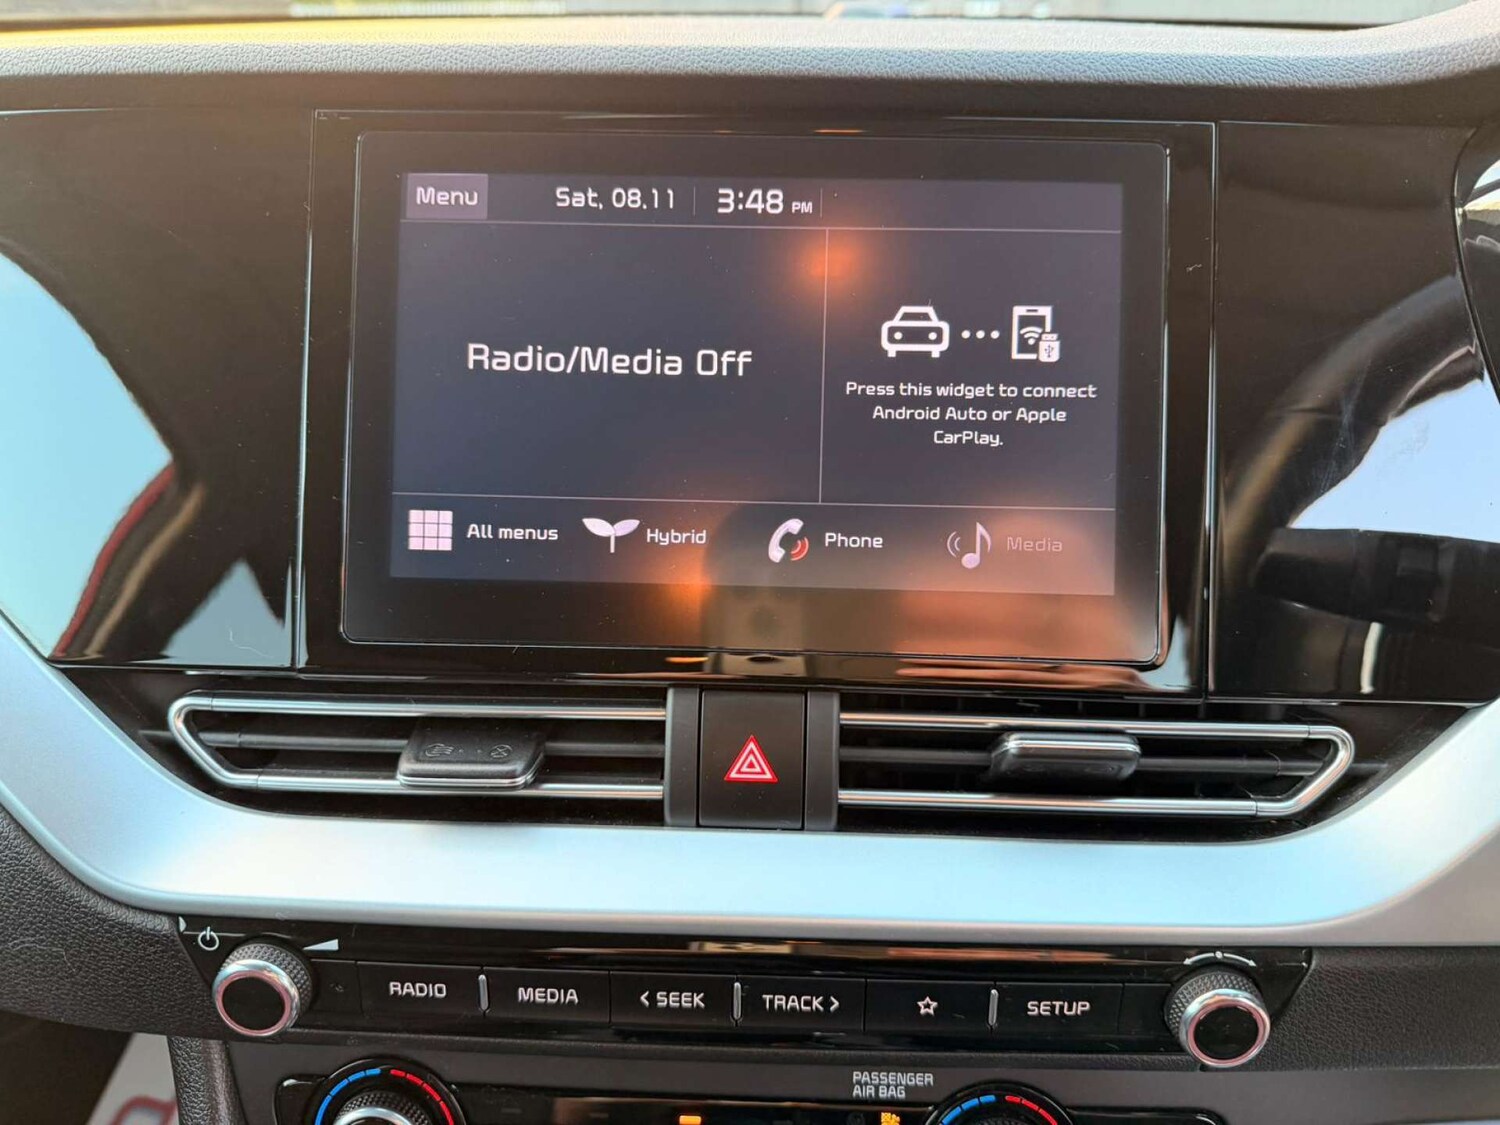 Menu
Sat, 08.11
3:48 PM
Radio/Media Off
Press this widget to connect
Android Auto or Apple
CarPlay.
All menus
Hybrid
Phone
Media
RADIO
MEDIA
< SEEK
TRACK >
SETUP
PASSENGER
AIR BAG